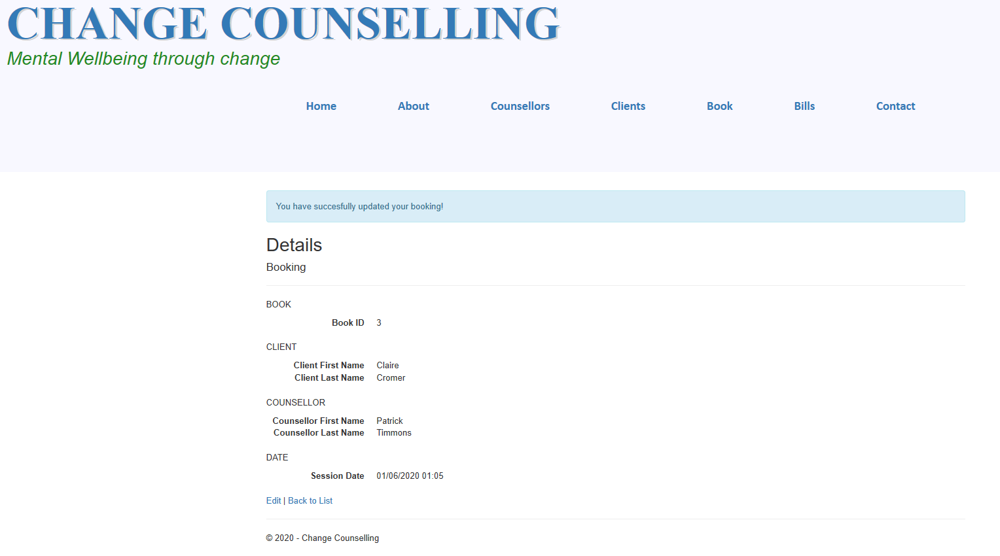 CHANGE COUNSELLING
Mental Wellbeing through change
Home About Counsellors Clients Book Bills Contact
You have succesfully updated your booking!
Details
Booking
BOOK
Book ID 3
CLIENT
Client First Name Claire
Client Last Name Cromer
COUNSELLOR
Counsellor First Name Patrick
Counsellor Last Name Timmons
DATE
Session Date 01/06/2020 01:05
Edit | Back to List
© 2020 - Change Counselling